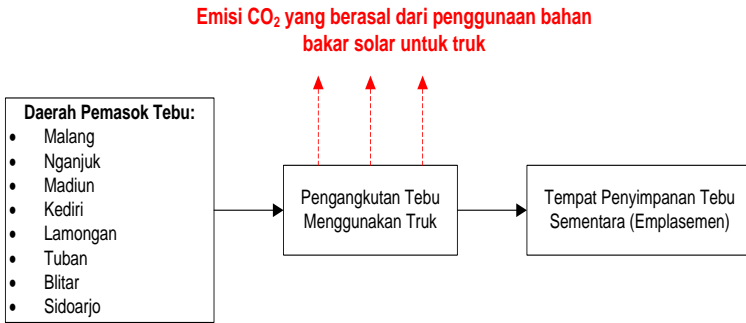 Emisi CO₂ yang berasal dari penggunaan bahan
bakar solar untuk truk
Daerah Pemasok Tebu:
• Malang
• Nganjuk
• Madiun
• Kediri
• Lamongan
• Tuban
• Blitar
• Sidoarjo
Pengangkutan Tebu
Menggunakan Truk
Tempat Penyimpanan Tebu
Sementara (Emplasemen)